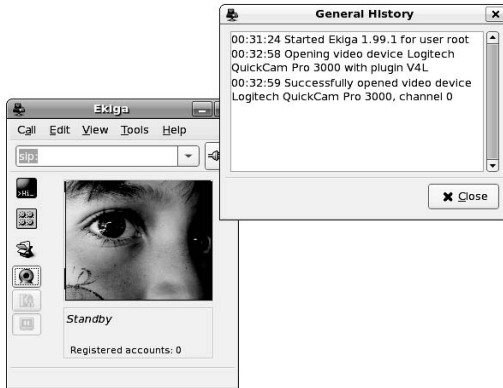 General History
00:31:24 Started Ekiga 1.99.1 for user root
00:32:58 Opening video device Logitech
QuickCam Pro 3000 with plugin V4L
00:32:59 Successfully opened video device
Logitech QuickCam Pro 3000, channel 0
Close
Ekiga
Call Edit View Tools Help
sip:
Standby
Registered accounts: 0